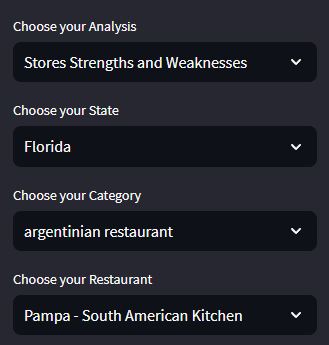 Choose your Analysis
Stores Strengths and Weaknesses
Choose your State
Florida
Choose your Category
argentinian restaurant
Choose your Restaurant
Pampa - South American Kitchen